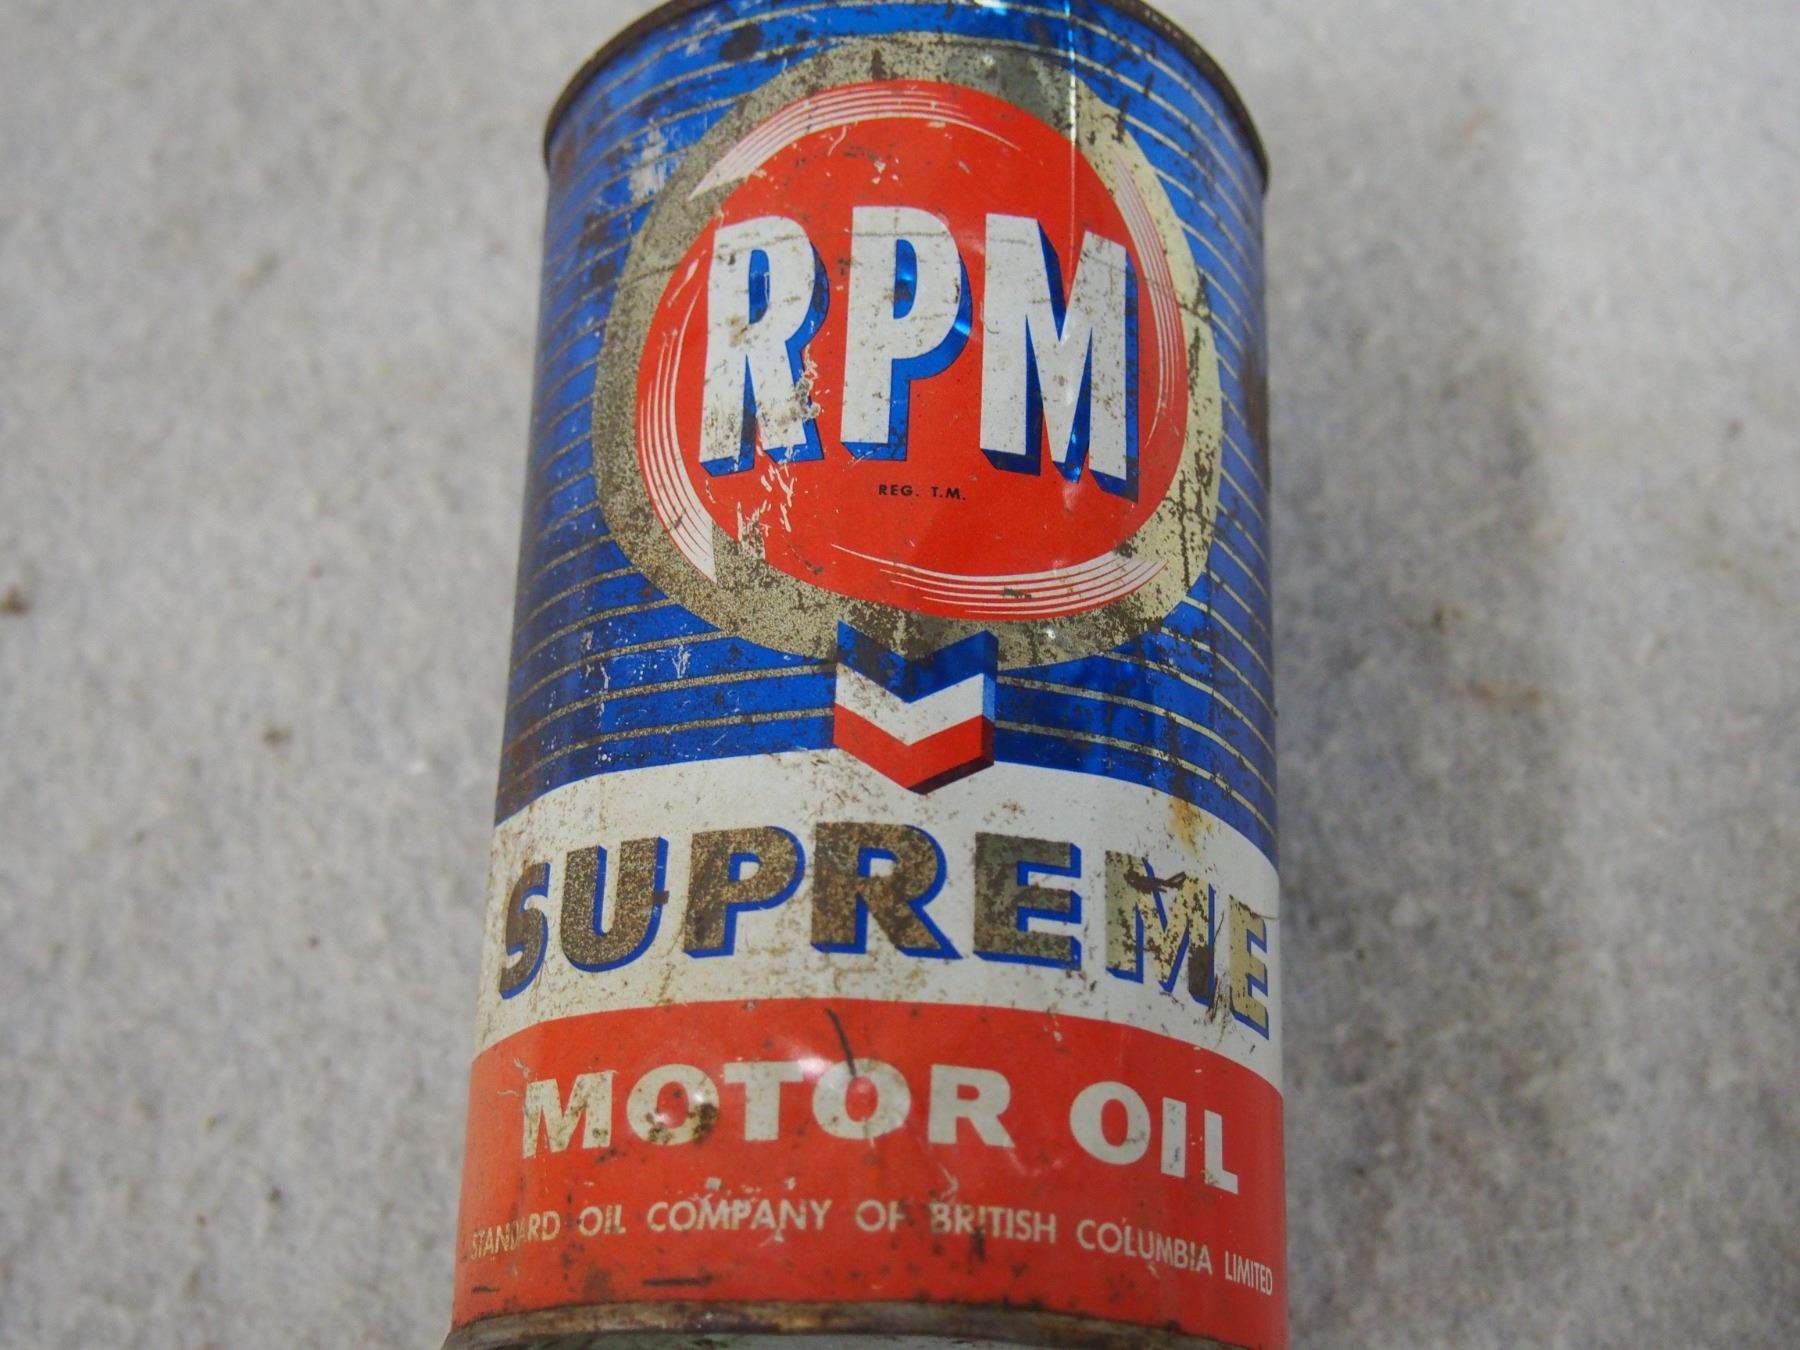 RPM
REG. T.M.
SUPREME
MOTOR OIL
STANDARD OIL COMPANY OF BRITISH COLUMBIA LIMITED